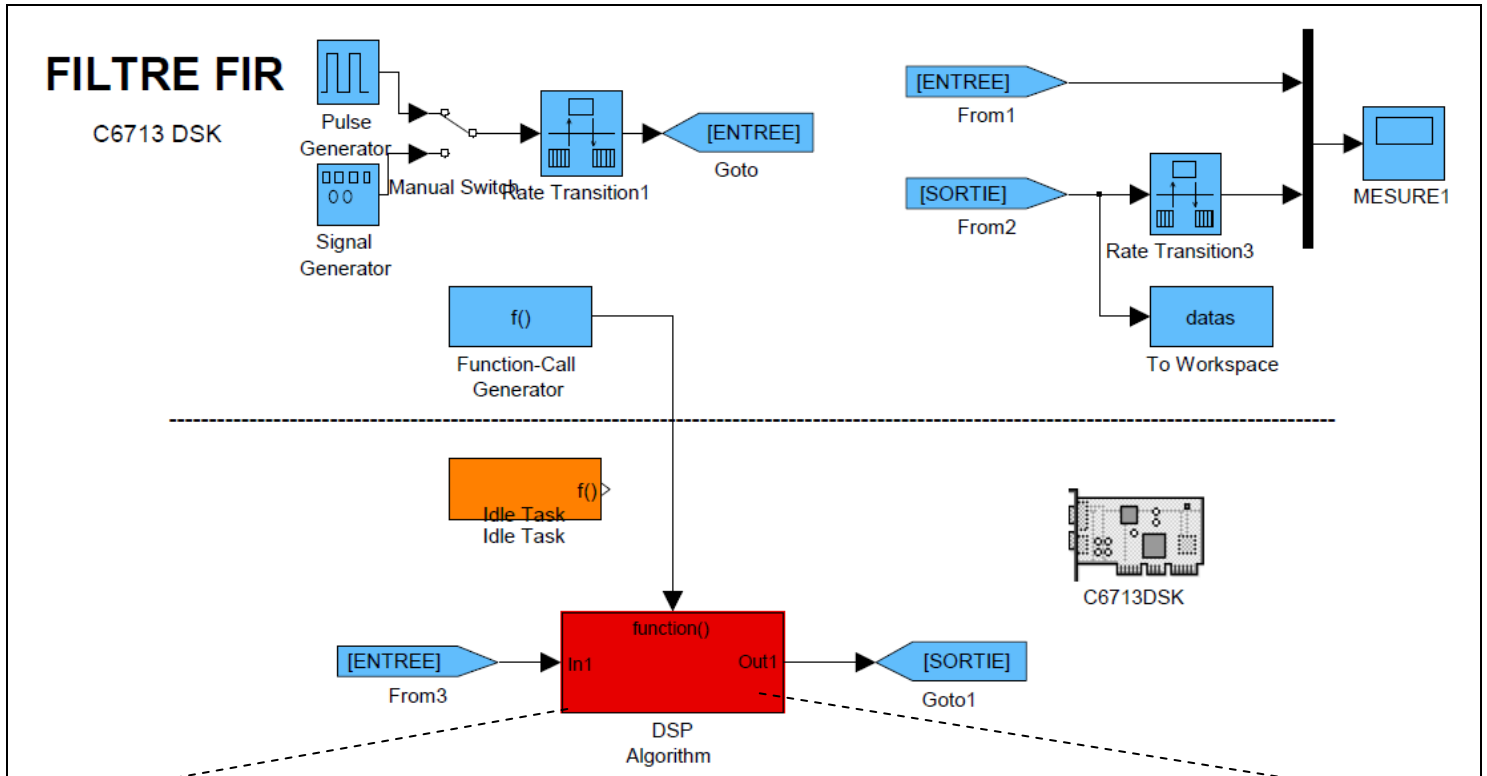 FILTRE FIR
C6713 DSK
Pulse
Generator
Manual Switch
Signal
Generator
Rate Transition1
[ENTREE]
Goto
[ENTREE]
From1
[SORTIE]
From2
Rate Transition3
MESURE1
datas
To Workspace
f()
Function-Call
Generator
f()
Idle Task
Idle Task
C6713DSK
[ENTREE]
From3
function()
In1
Out1
DSP
Algorithm
[SORTIE]
Goto1